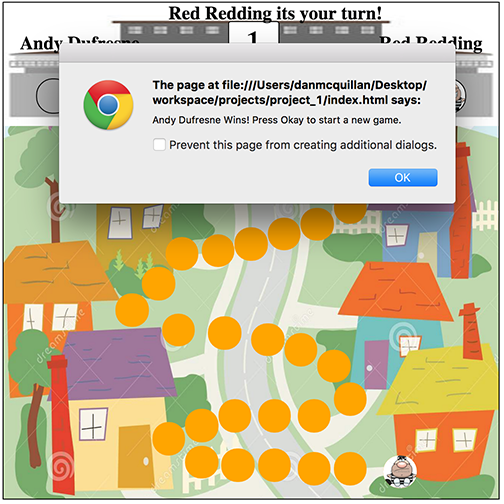 Red Redding its your turn!
Andy Dufresne
1
Red Redding
The page at file:///Users/danmcquillan/Desktop/
workspace/projects/project_1/index.html says:
Andy Dufresne Wins! Press Okay to start a new game.
Prevent this page from creating additional dialogs.
OK